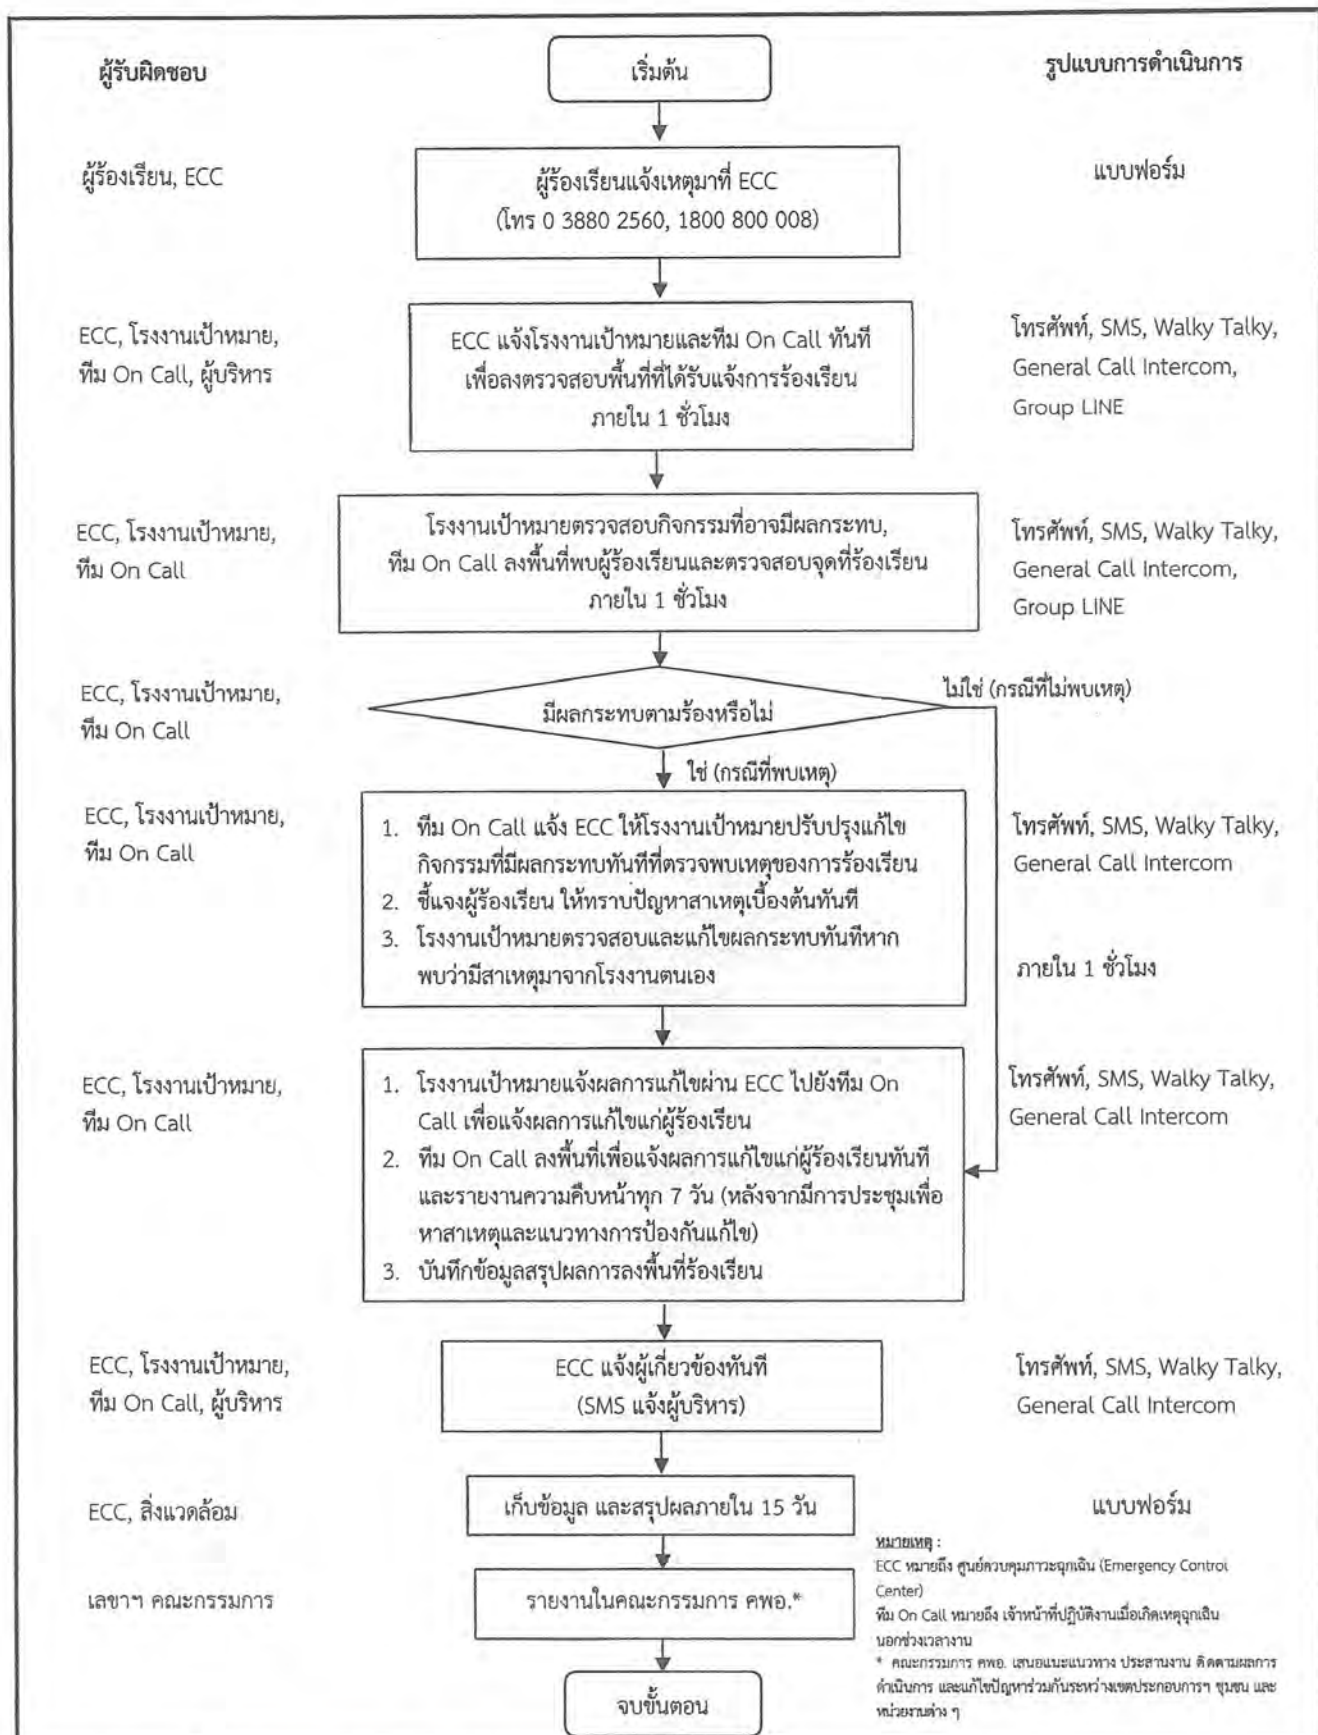 ผู้รับผิดชอบ
เริ่มต้น
รูปแบบการดำเนินการ
ผู้ร้องเรียน, ECC
ผู้ร้องเรียนแจ้งเหตุมาที่ ECC
(โทร 0 3880 2560, 1800 800 008)
แบบฟอร์ม
ECC, โรงงานเป้าหมาย,
ทีม On Call, ผู้บริหาร
ECC แจ้งโรงงานเป้าหมายและทีม On Call ทันที
เพื่อลงตรวจสอบพื้นที่ที่ได้รับแจ้งการร้องเรียน
ภายใน 1 ชั่วโมง
โทรศัพท์, SMS, Walky Talky,
General Call Intercom,
Group LINE
ECC, โรงงานเป้าหมาย,
ทีม On Call
โรงงานเป้าหมายตรวจสอบกิจกรรมที่อาจมีผลกระทบ,
ทีม On Call ลงพื้นที่พบผู้ร้องเรียนและตรวจสอบจุดที่ร้องเรียน
ภายใน 1 ชั่วโมง
โทรศัพท์, SMS, Walky Talky,
General Call Intercom,
Group LINE
ECC, โรงงานเป้าหมาย,
ทีม On Call
มีผลกระทบตามร้องหรือไม่
ไม่ใช่ (กรณีที่ไม่พบเหตุ)
ใช่ (กรณีที่พบเหตุ)
ECC, โรงงานเป้าหมาย,
ทีม On Call
1. ทีม On Call แจ้ง ECC ให้โรงงานเป้าหมายปรับปรุงแก้ไข
กิจกรรมที่มีผลกระทบทันทีที่ตรวจพบเหตุของการร้องเรียน
2. ชี้แจงผู้ร้องเรียน ให้ทราบปัญหาสาเหตุเบื้องต้นทันที
3. โรงงานเป้าหมายตรวจสอบและแก้ไขผลกระทบทันทีหาก
พบว่ามีสาเหตุมาจากโรงงานตนเอง
โทรศัพท์, SMS, Walky Talky,
General Call Intercom
ภายใน 1 ชั่วโมง
ECC, โรงงานเป้าหมาย,
ทีม On Call
1. โรงงานเป้าหมายแจ้งผลการแก้ไขผ่าน ECC ไปยังทีม On
Call เพื่อแจ้งผลการแก้ไขแก่ผู้ร้องเรียน
2. ทีม On Call ลงพื้นที่เพื่อแจ้งผลการแก้ไขแก่ผู้ร้องเรียนทันที
และรายงานความคืบหน้าทุก 7 วัน (หลังจากมีการประชุมเพื่อ
หาสาเหตุและแนวทางการป้องกันแก้ไข)
3. บันทึกข้อมูลสรุปผลการลงพื้นที่ร้องเรียน
โทรศัพท์, SMS, Walky Talky,
General Call Intercom
ECC, โรงงานเป้าหมาย,
ทีม On Call, ผู้บริหาร
ECC แจ้งผู้เกี่ยวข้องทันที
(SMS แจ้งผู้บริหาร)
โทรศัพท์, SMS, Walky Talky,
General Call Intercom
ECC, สิ่งแวดล้อม
เก็บข้อมูล และสรุปผลภายใน 15 วัน
แบบฟอร์ม
เลขาฯ คณะกรรมการ
รายงานในคณะกรรมการ คพอ.*
จบขั้นตอน
หมายเหตุ :
ECC หมายถึง ศูนย์ควบคุมภาวะฉุกเฉิน (Emergency Control
Center)
ทีม On Call หมายถึง เจ้าหน้าที่ปฏิบัติงานเมื่อเกิดเหตุฉุกเฉิน
นอกช่วงเวลางาน
* คณะกรรมการ คพอ. เสนอแนะแนวทาง ประสานงาน ติดตามผลการ
ดำเนินการ และแก้ไขปัญหาร่วมกันระหว่างเขตประกอบการฯ ชุมชน และ
หน่วยงานต่าง ๆ